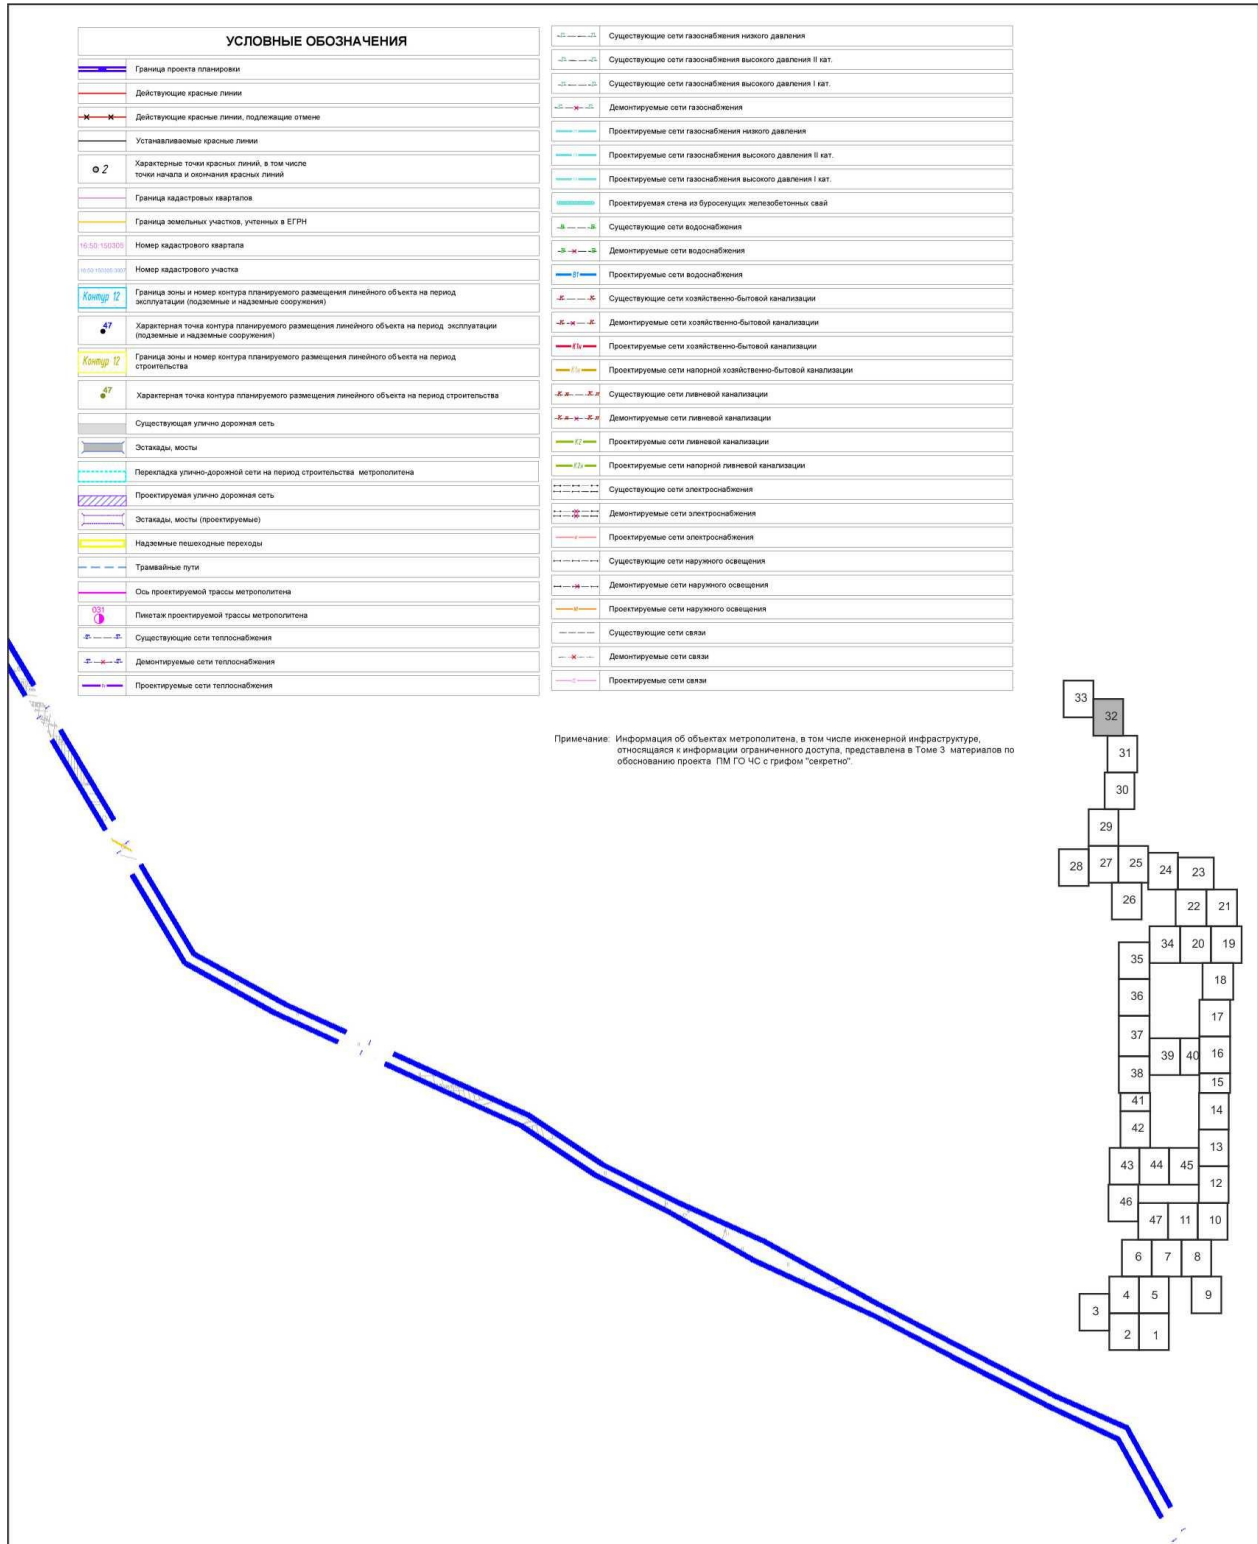 УСЛОВНЫЕ ОБОЗНАЧЕНИЯ
Граница проекта планировки
Действующие красные линии
Действующие красные линии, подлежащие отмене
Устанавливаемые красные линии
2
Характерные точки красных линий, в том числе
точки начала и окончания красных линий
Граница кадастровых кварталов
Граница земельных участков, учтенных в ЕГРН
16:50:150305
Номер кадастрового квартала
Номер кадастрового участка
Контур 12
Граница зоны и номер контура планируемого размещения линейного объекта на период
эксплуатации (подземные и надземные сооружения)
47
Характерная точка контура планируемого размещения линейного объекта на период эксплуатации
(подземные и надземные сооружения)
Контур 12
Граница зоны и номер контура планируемого размещения линейного объекта на период
строительства
47
Характерная точка контура планируемого размещения линейного объекта на период строительства
Существующая улично дорожная сеть
Эстакады, мосты
Перекладка улично-дорожной сети на период строительства метрополитена
Проектируемая улично дорожная сеть
Эстакады, мосты (проектируемые)
Надземные пешеходные переходы
Трамвайные пути
Ось проектируемой трассы метрополитена
031
Пикетаж проектируемой трассы метрополитена
Существующие сети теплоснабжения
Демонтируемые сети теплоснабжения
Проектируемые сети теплоснабжения
Существующие сети газоснабжения низкого давления
Существующие сети газоснабжения высокого давления II кат.
Существующие сети газоснабжения высокого давления I кат.
Демонтируемые сети газоснабжения
Проектируемые сети газоснабжения низкого давления
Проектируемые сети газоснабжения высокого давления II кат.
Проектируемые сети газоснабжения высокого давления I кат.
Проектируемая стена из буросекущих железобетонных свай
Существующие сети водоснабжения
Демонтируемые сети водоснабжения
В1
Проектируемые сети водоснабжения
Существующие сети хозяйственно-бытовой канализации
Демонтируемые сети хозяйственно-бытовой канализации
Проектируемые сети хозяйственно-бытовой канализации
Проектируемые сети напорной хозяйственно-бытовой канализации
Существующие сети ливневой канализации
Демонтируемые сети ливневой канализации
К2
Проектируемые сети ливневой канализации
Проектируемые сети напорной ливневой канализации
Существующие сети электроснабжения
Демонтируемые сети электроснабжения
Проектируемые сети электроснабжения
Существующие сети наружного освещения
Демонтируемые сети наружного освещения
Проектируемые сети наружного освещения
Существующие сети связи
Демонтируемые сети связи
Проектируемые сети связи
Примечание: Информация об объектах метрополитена, в том числе инженерной инфраструктуре,
относящаяся к информации ограниченного доступа, представлена в Томе 3 материалов по
обоснованию проекта ПМ ГО ЧС с грифом "секретно".
33
32
31
30
29
28 27 25 24 23
26 22 21
34 20 19
35
18
36
17
37
39 40 16
38
15
41
14
42
13
43 44 45
12
46
47 11 10
6 7 8
4 5 9
3
2 1